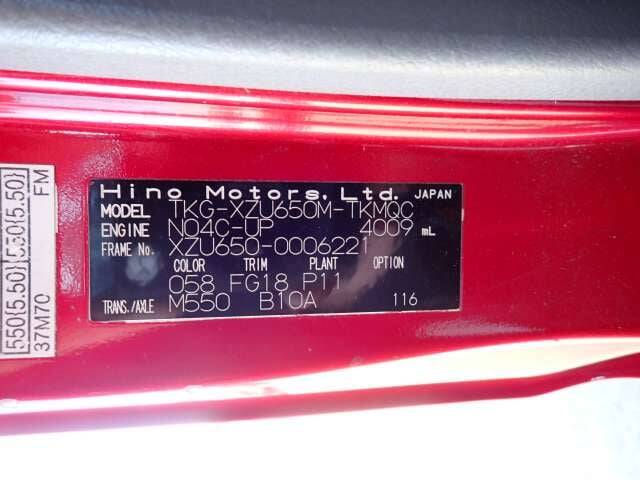 Hino Motors, Ltd. JAPAN
MODEL TKG-XZU650M-TKMQC
ENGINE N04C-UP 4009 mL
FRAME No. XZU650-0006221
COLOR TRIM PLANT OPTION
058 FG18 P11
TRANS./AXLE M550 B10A 116
550{5.50} 550{5.50}
37M70 FM